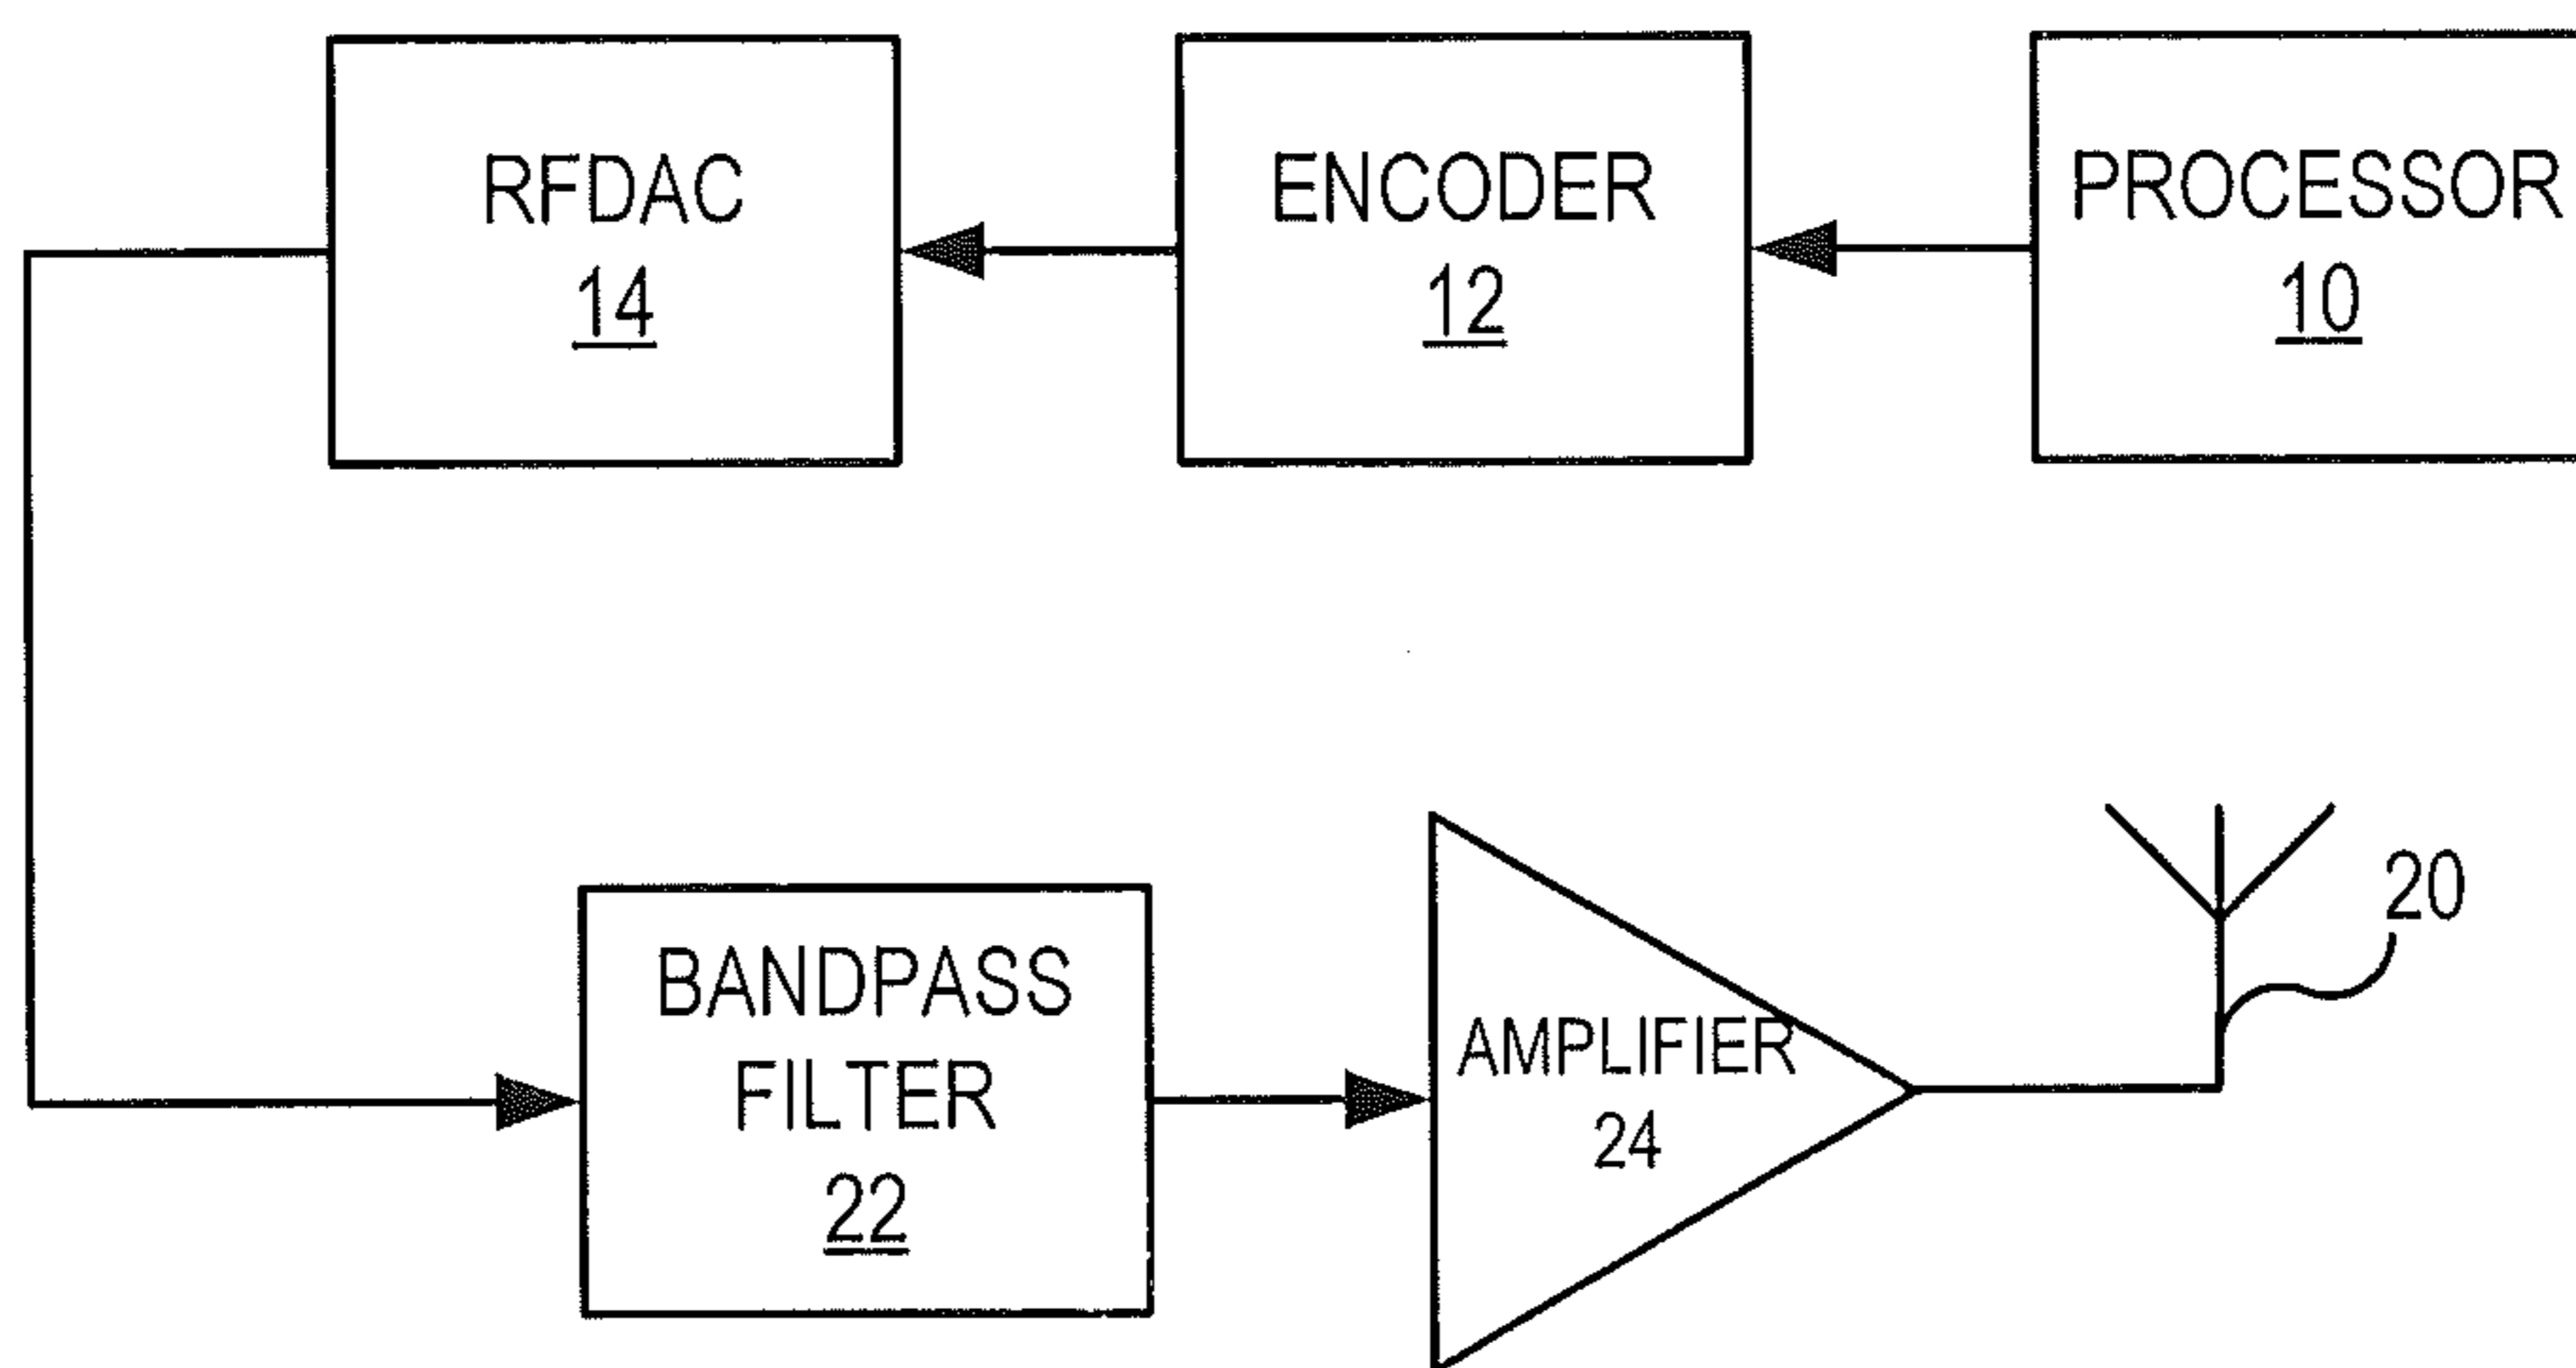 RFDAC
14
ENCODER
12
PROCESSOR
10
BANDPASS
FILTER
22
AMPLIFIER
24
20